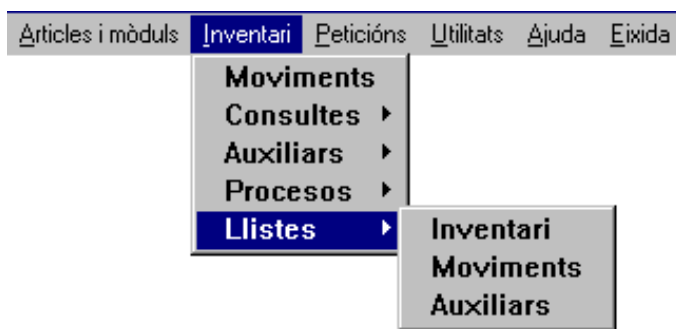 Articles i mòduls Inventari Peticións Utilitats Ajuda Eixida
Moviments
Consultes
Auxiliars
Procesos
Llistes
Inventari
Moviments
Auxiliars